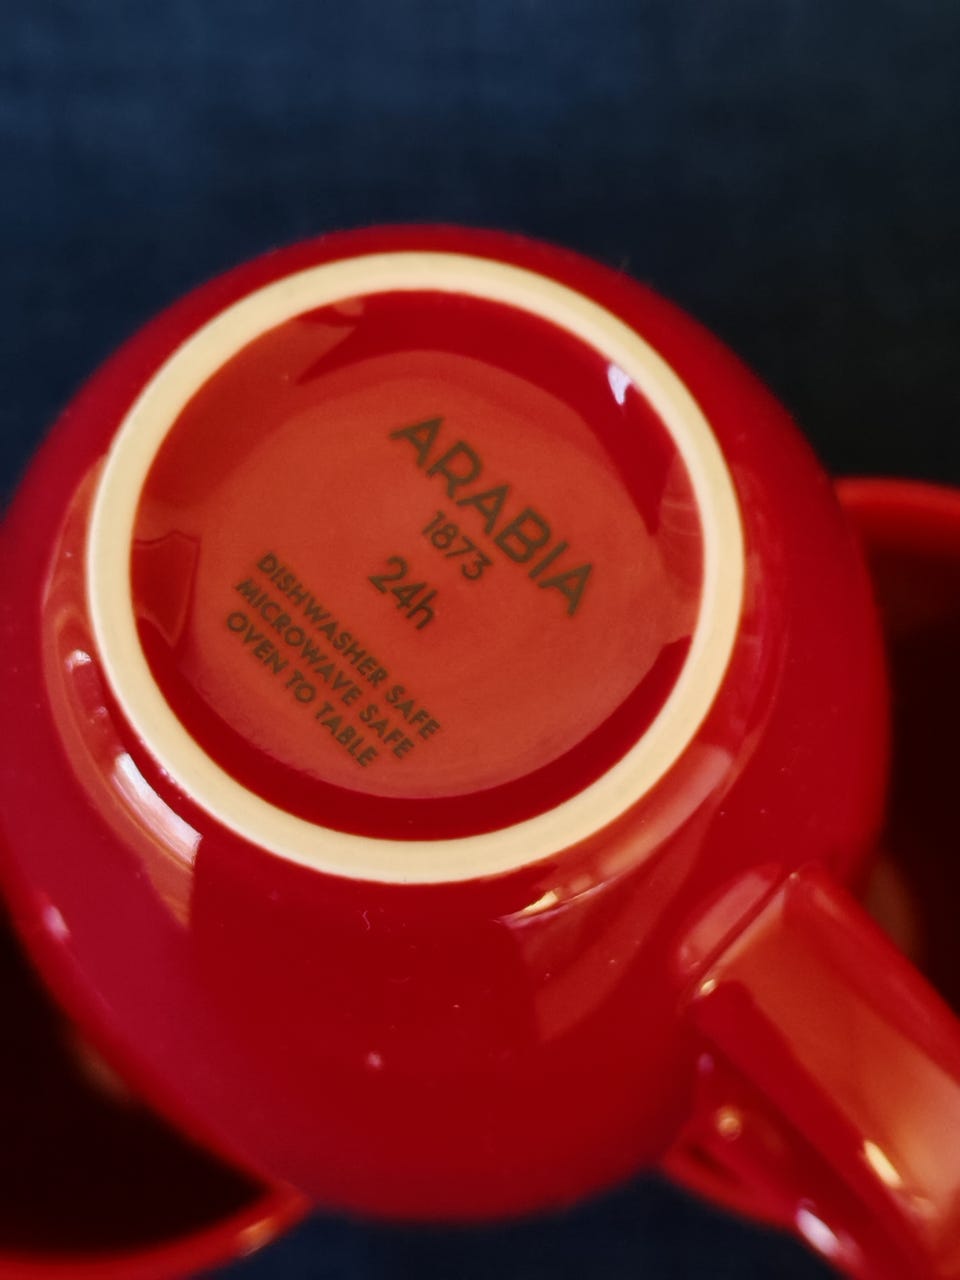 ARABIA
1873
24h
DISHWASHER SAFE
MICROWAVE SAFE
OVEN TO TABLE